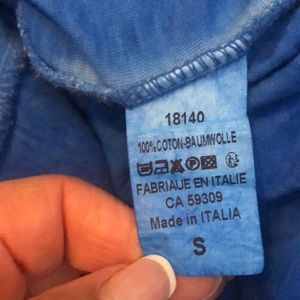 18140
100%COTON-BAUMWOLLE
FABRIAUE EN ITALIE
CA 59309
Made in ITALIA
S